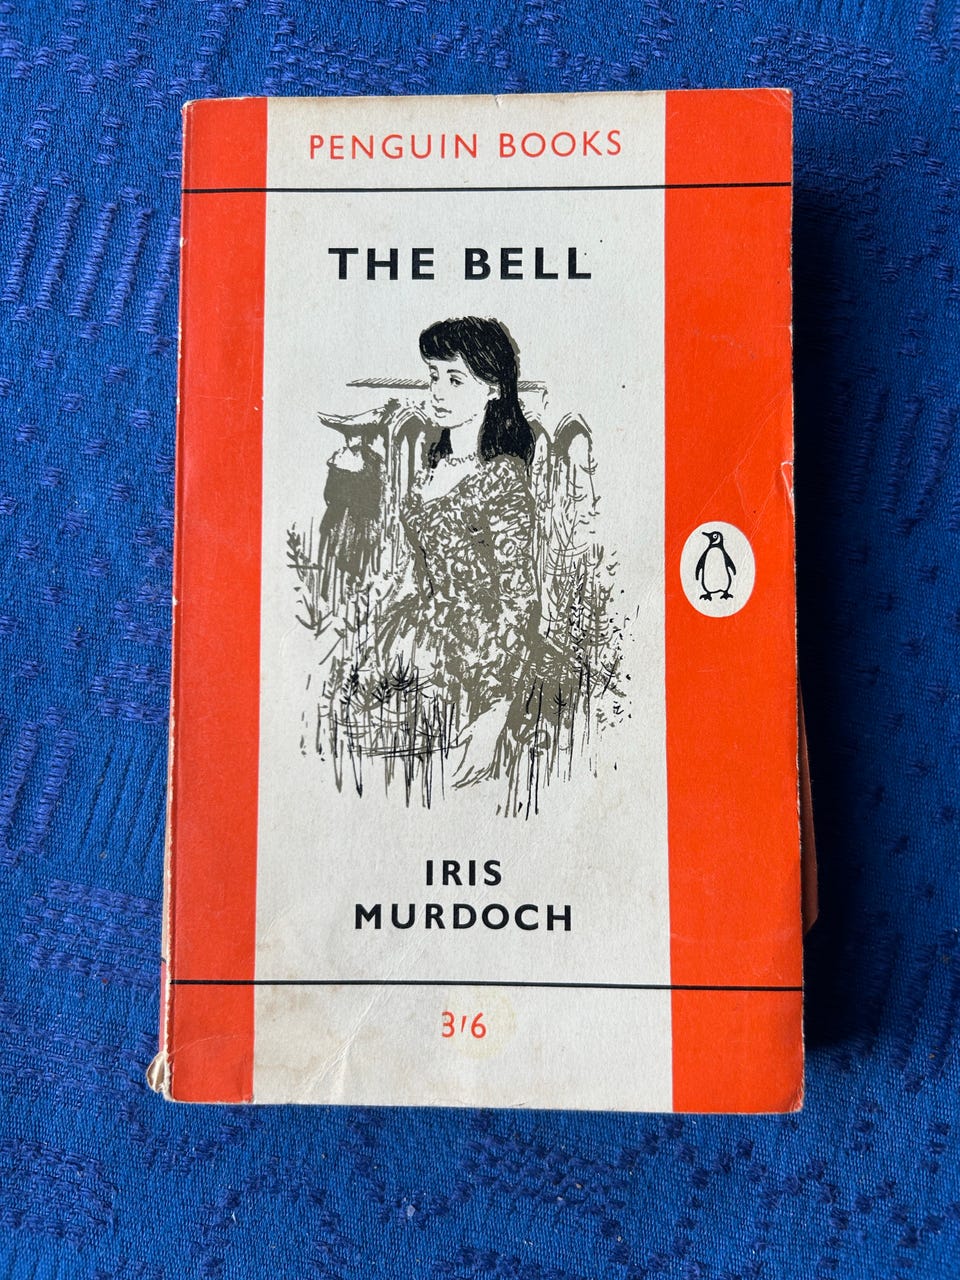 PENGUIN BOOKS
THE BELL
IRIS
MURDOCH
3'6